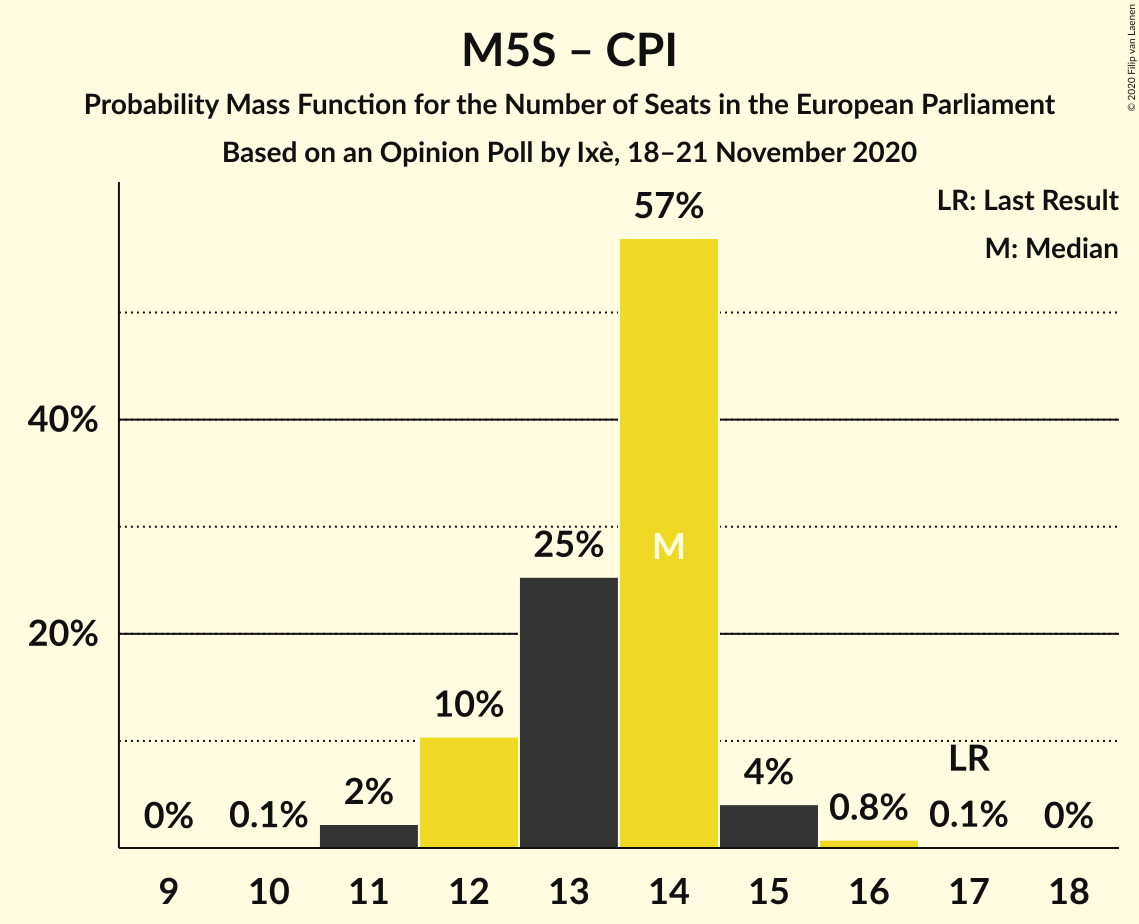 M5S – CPI
Probability Mass Function for the Number of Seats in the European Parliament
Based on an Opinion Poll by Ixè, 18–21 November 2020
© 2020 Filip van Laenen
LR: Last Result
M: Median
57%
40%
25%
M
20%
10%
LR
4%
2%
0.8%
0%
0.1%
0.1%
0%
9 10 11 12 13 14 15 16 17 18